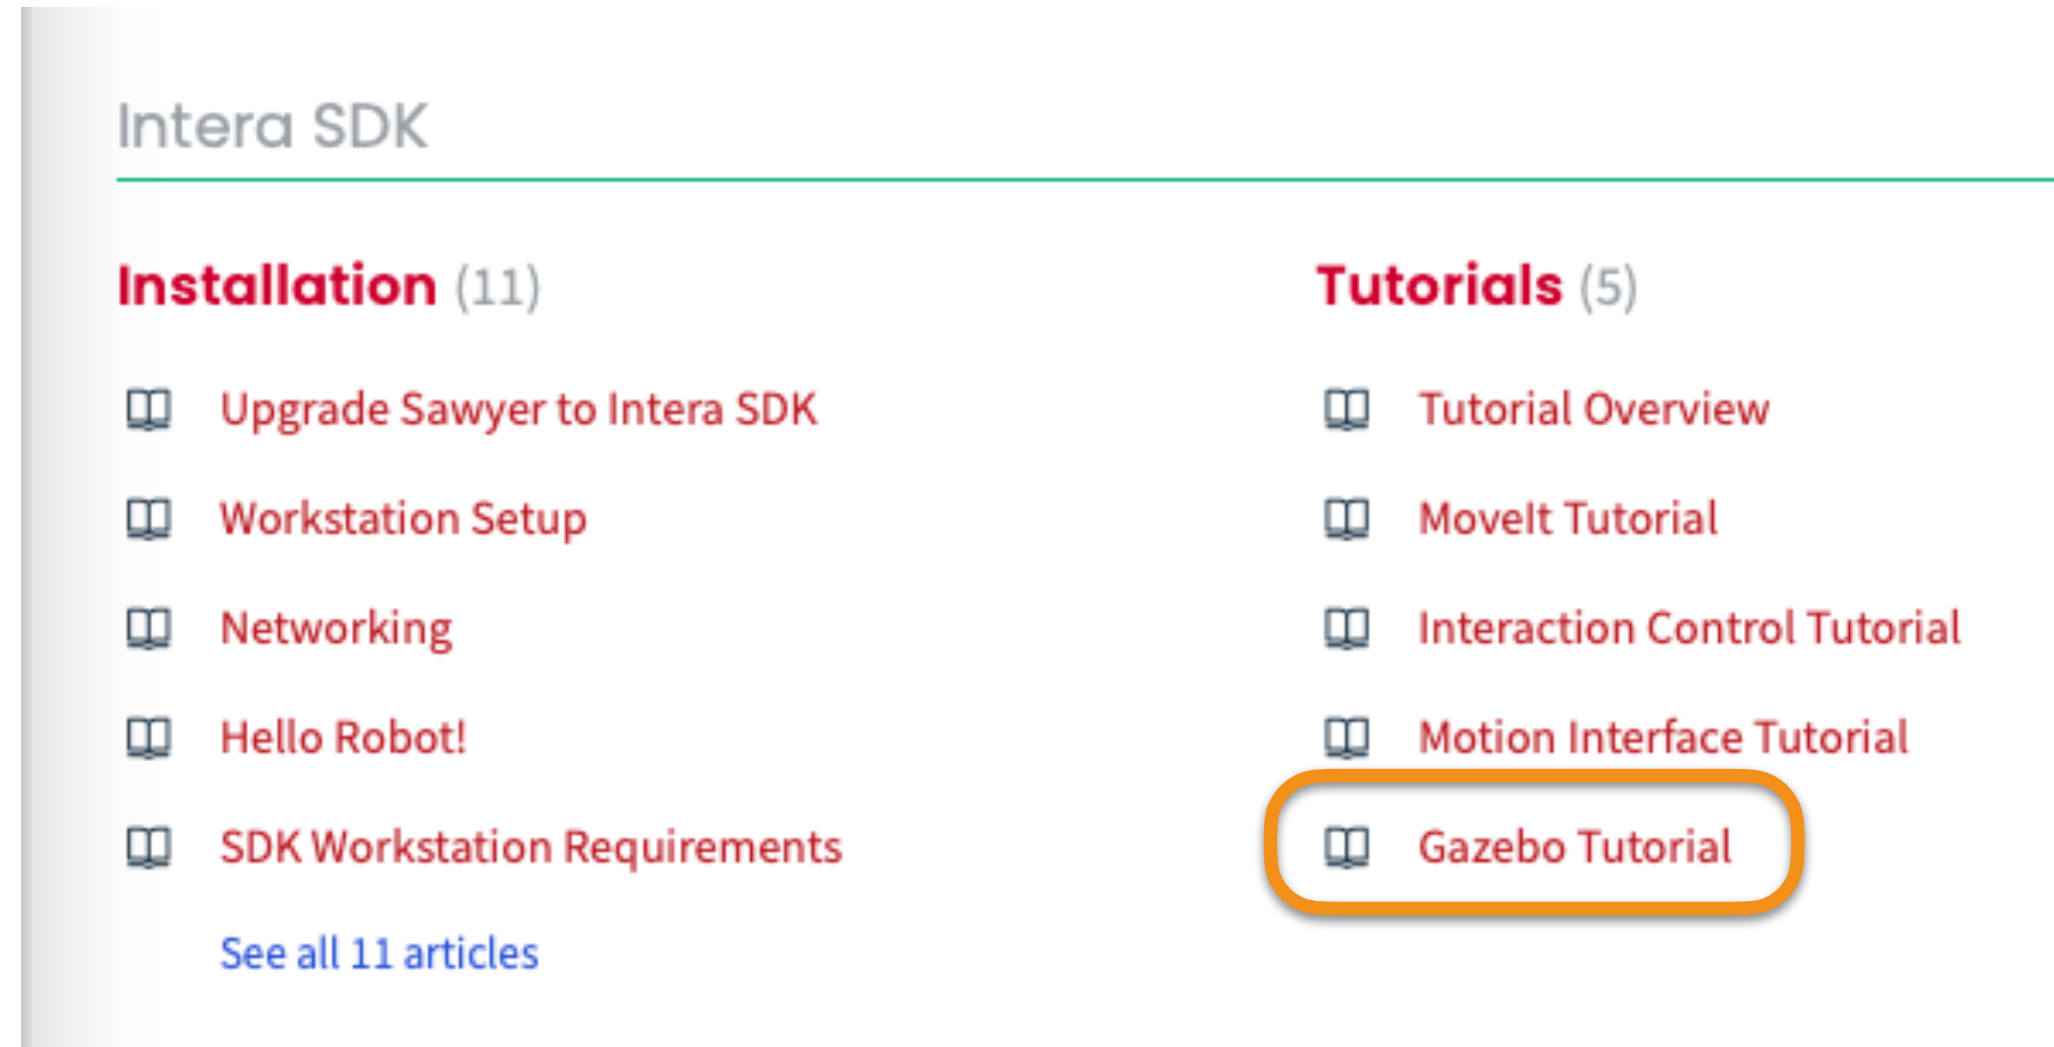 Intera SDK
Installation (11)
Upgrade Sawyer to Intera SDK
Workstation Setup
Networking
Hello Robot!
SDK Workstation Requirements
See all 11 articles
Tutorials (5)
Tutorial Overview
MoveIt Tutorial
Interaction Control Tutorial
Motion Interface Tutorial
Gazebo Tutorial